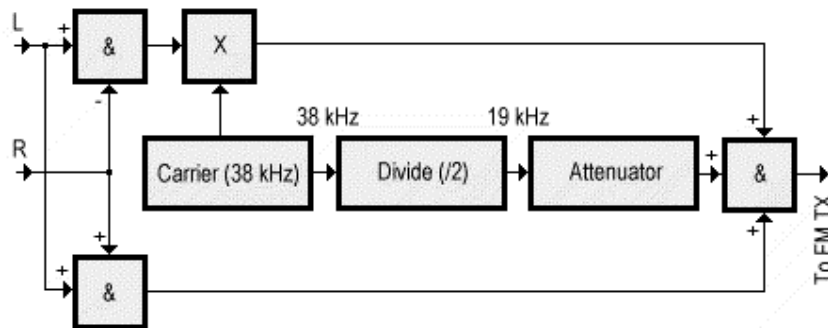 L
+
&
X
-
38 kHz
19 kHz
+
R
Carrier (38 kHz)
Divide (/2)
Attenuator
+
&
+
+
+
&
To FM TX